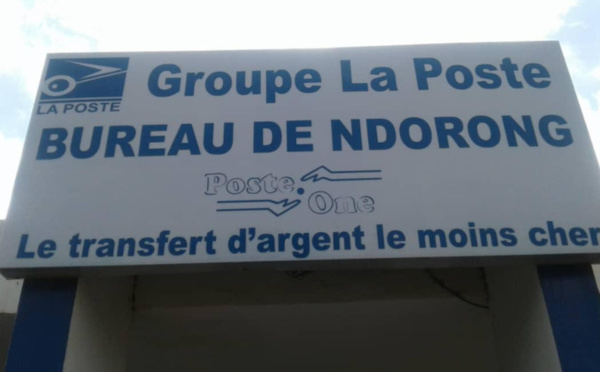 LA POSTE
Groupe La Poste
BUREAU DE NDORONG
Poste
One
Le transfert d'argent le moins cher